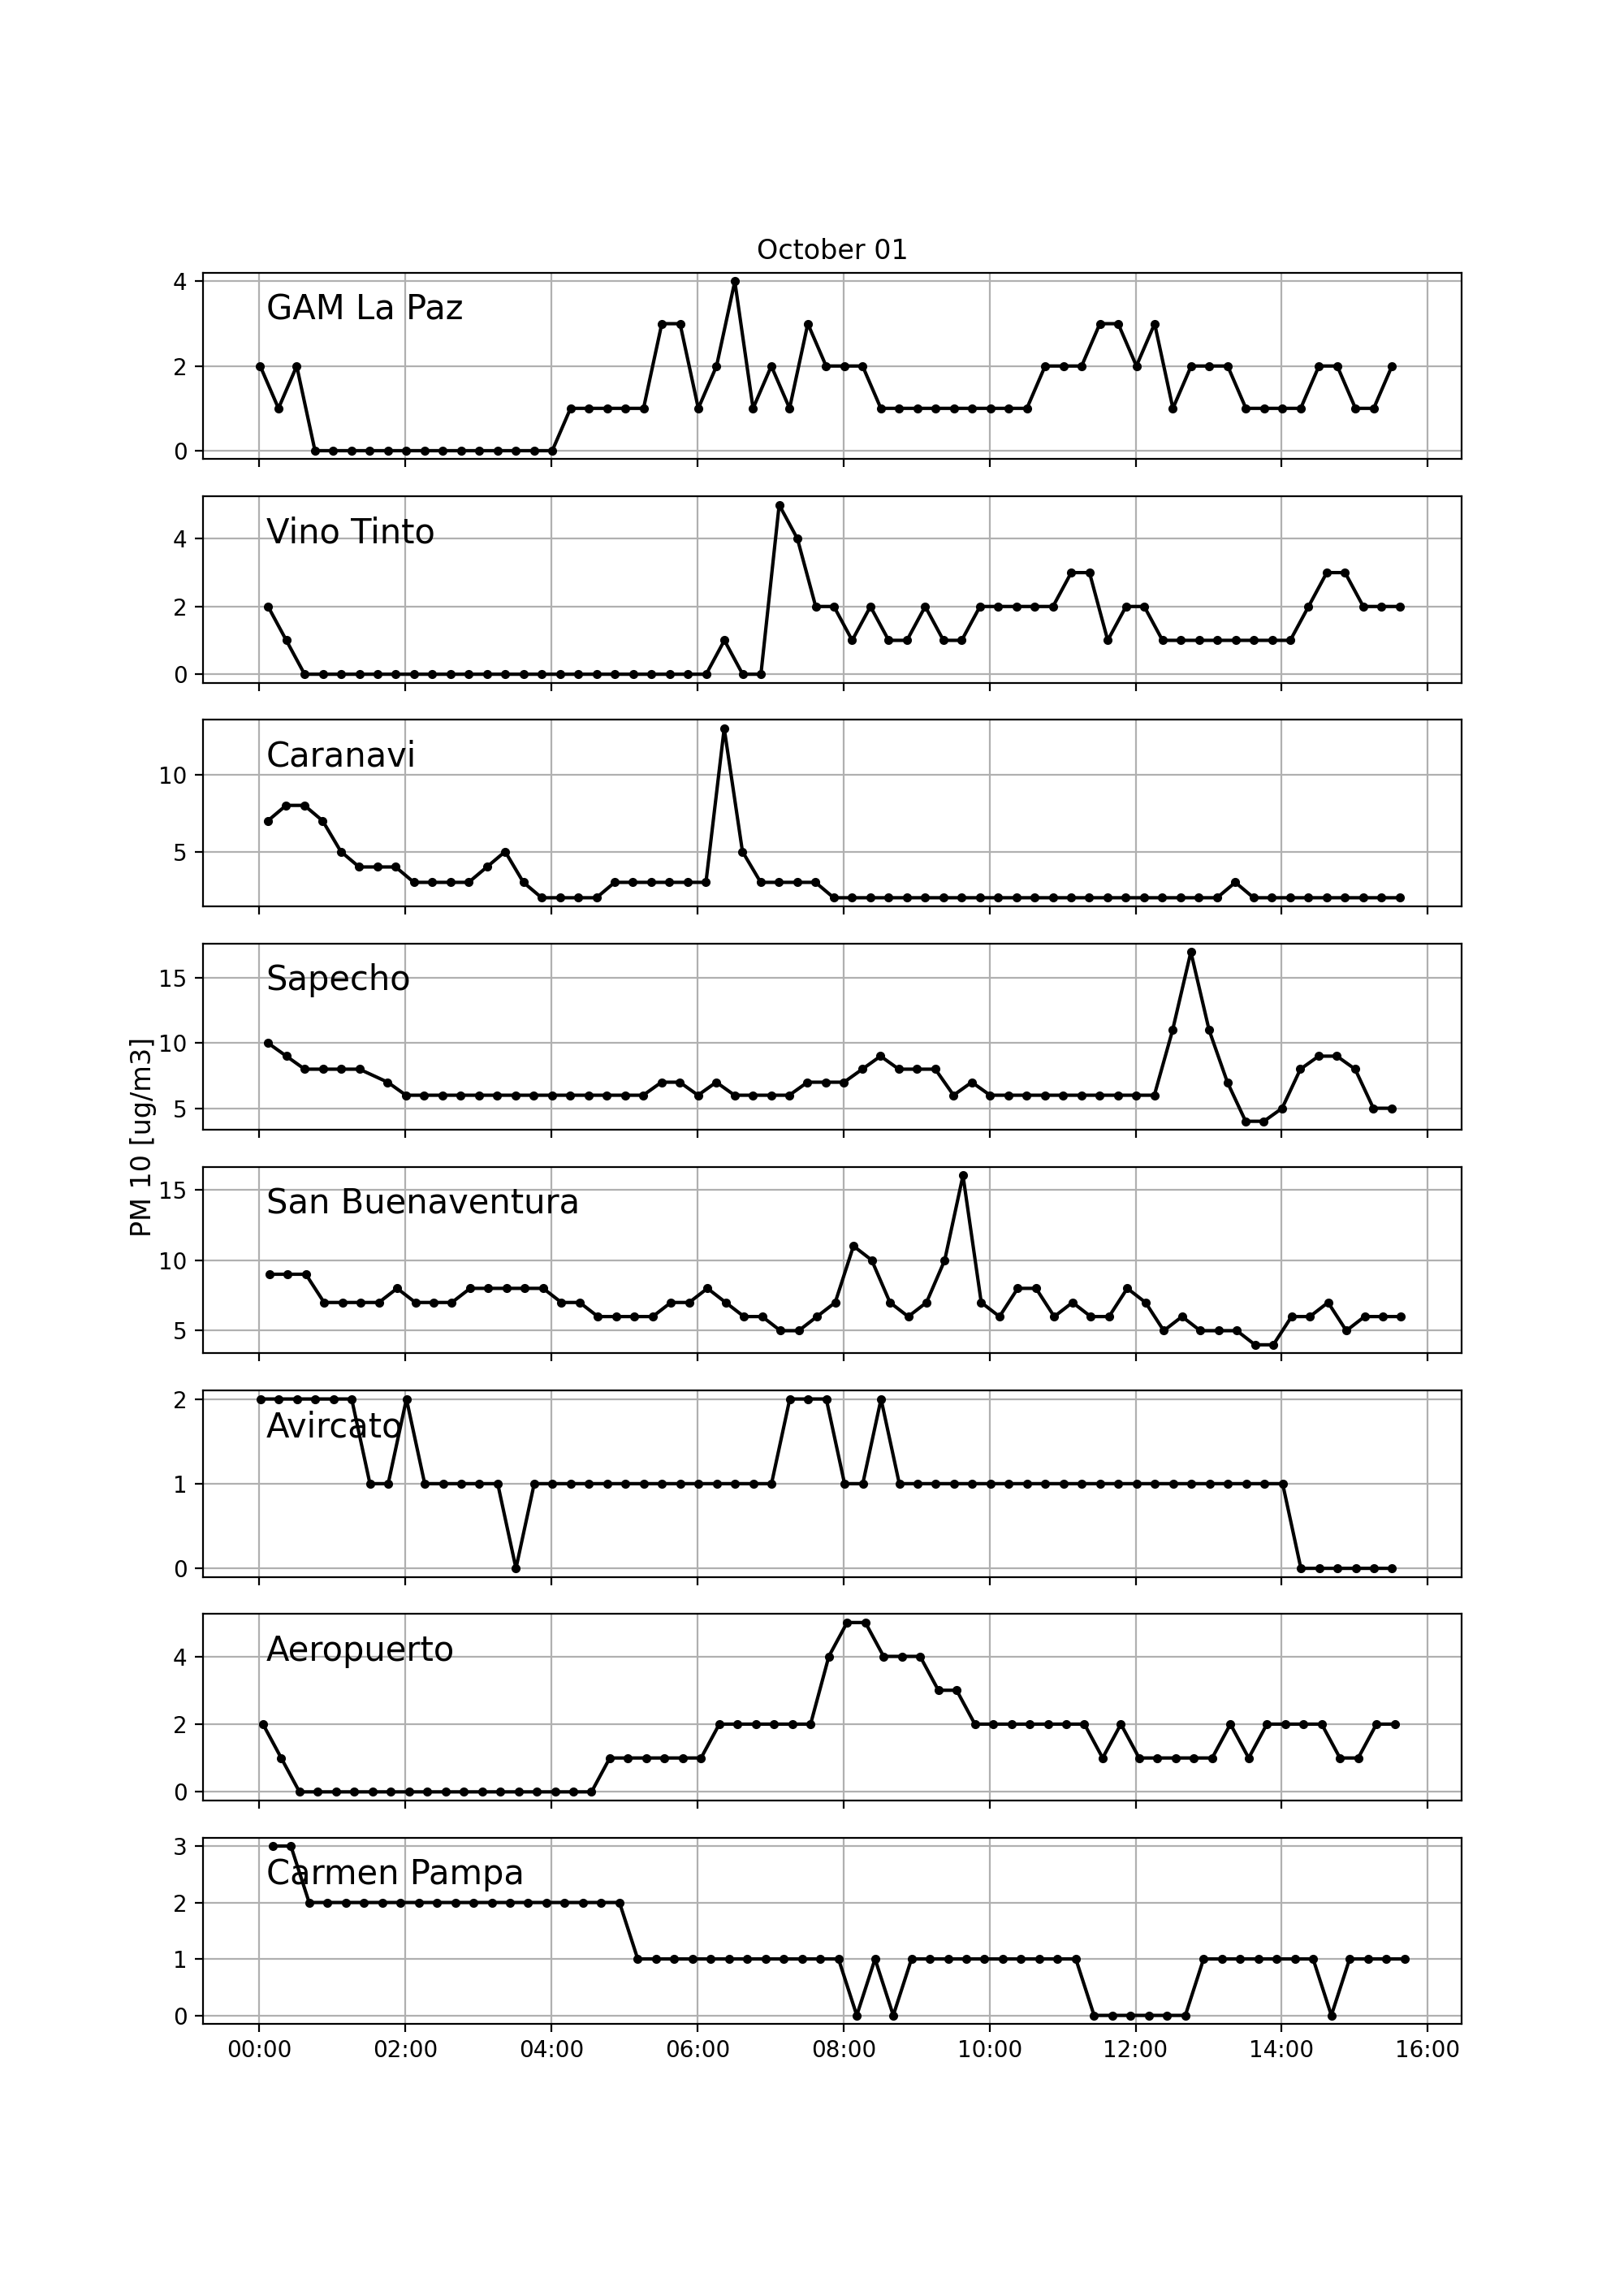 October 01
4
GAM La Paz
2
0
Vino Tinto
4
2
0
Caranavi
10
5
Sapecho
15
10
5
PM 10 [ug/m3]
San Buenaventura
15
10
5
2
Avircato
1
0
Aeropuerto
4
2
0
3
Carmen Pampa
2
1
0
00:00 02:00 04:00 06:00 08:00 10:00 12:00 14:00 16:00